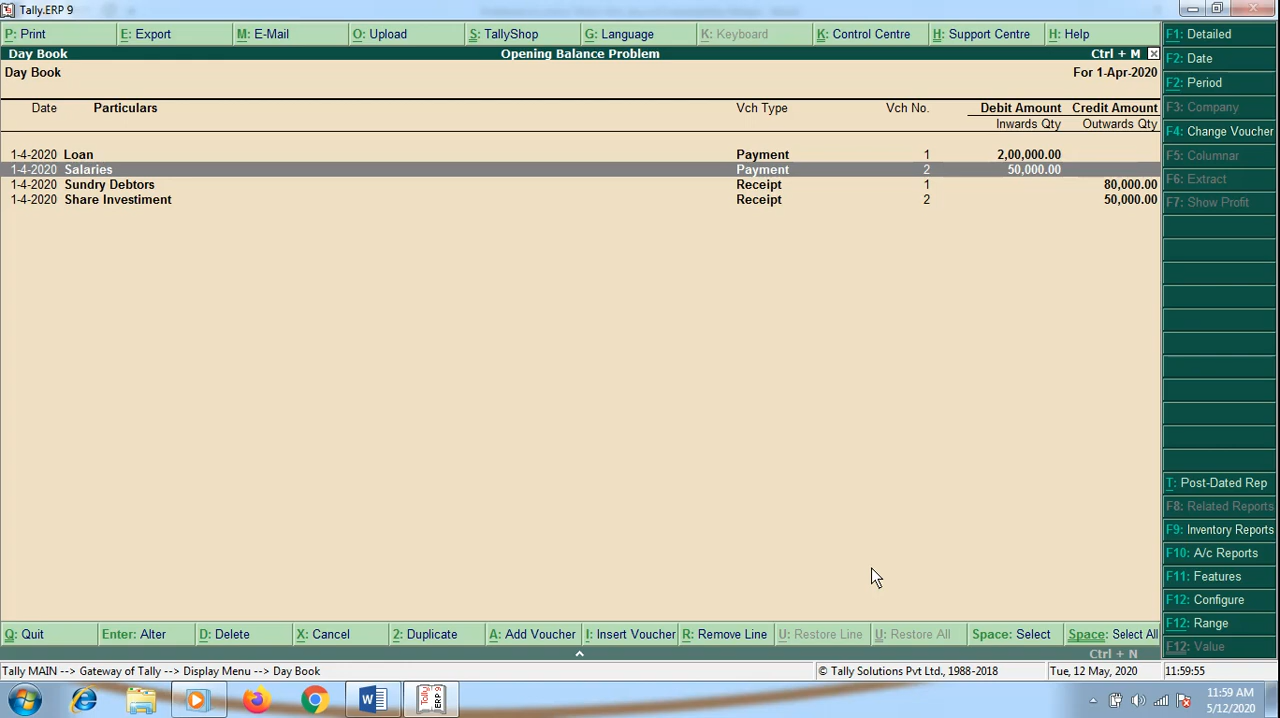 Tally.ERP 9
P: Print E: Export M: E-Mail O: Upload S: TallyShop G: Language K: Keyboard K: Control Centre H: Support Centre H: Help
Day Book Opening Balance Problem Ctrl + M
Day Book For 1-Apr-2020
Date Particulars Vch Type Vch No. Debit Amount Credit Amount
Inwards Qty Outwards Qty
1-4-2020 Loan Payment 1 2,00,000.00
1-4-2020 Salaries Payment 2 50,000.00
1-4-2020 Sundry Debtors Receipt 1 80,000.00
1-4-2020 Share Investiment Receipt 2 50,000.00
F1: Detailed
F2: Date
F2: Period
F3: Company
F4: Change Voucher
F5: Columnar
F6: Extract
F7: Show Profit
T: Post-Dated Rep
F8: Related Reports
F9: Inventory Reports
F10: A/c Reports
F11: Features
F12: Configure
F12: Range
F12: Value
Q: Quit Enter: Alter D: Delete X: Cancel 2: Duplicate A: Add Voucher I: Insert Voucher R: Remove Line U: Restore Line U: Restore All Space: Select Space: Select All
Ctrl + N
Tally MAIN --> Gateway of Tally --> Display Menu --> Day Book © Tally Solutions Pvt Ltd., 1988-2018 Tue, 12 May, 2020 11:59:55
11:59 AM
5/12/2020